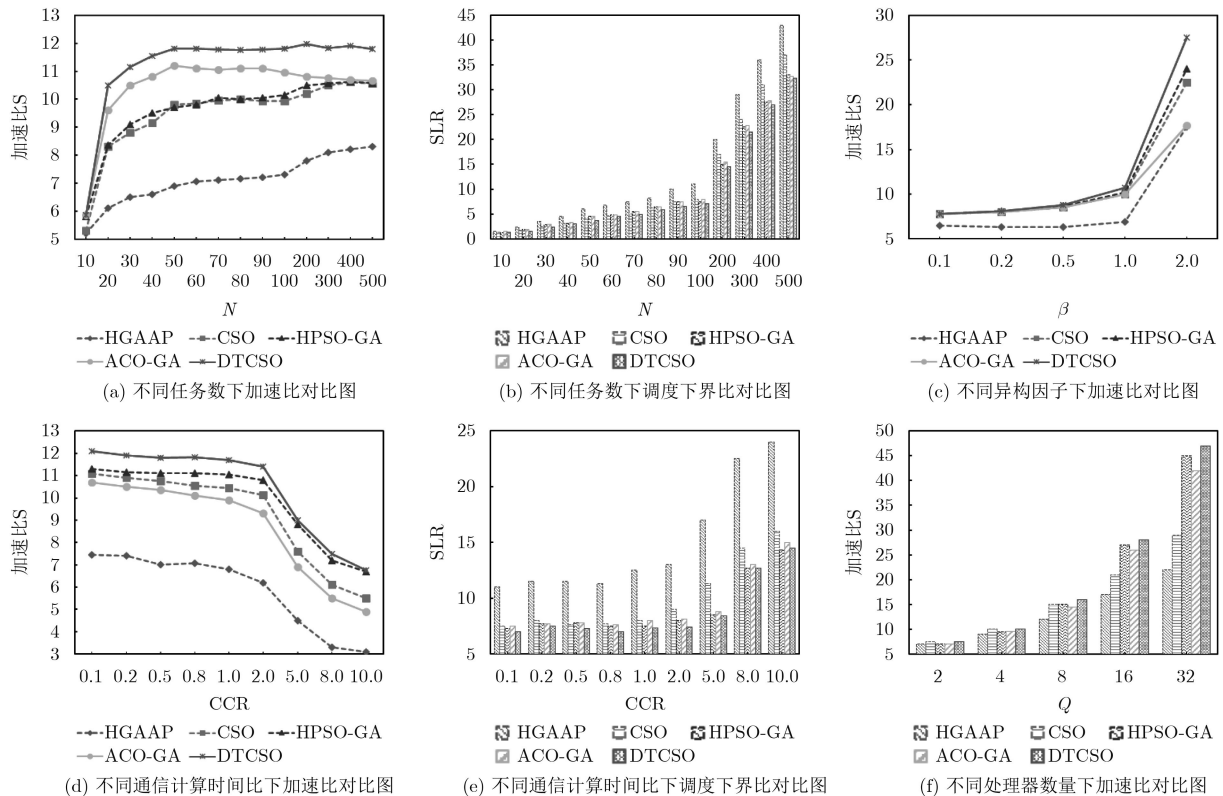 13
12
11
10
9
8
7
6
5
加速比S
10 30 50 70 90 200 400
20 40 60 80 100 300 500
N
HGAAP CSO HPSO-GA
ACO-GA DTCSO
(a) 不同任务数下加速比对比图
45
40
35
30
25
20
15
10
5
0
SLR
10 30 50 70 90 200 400
20 40 60 80 100 300 500
N
HGAAP CSO HPSO-GA
ACO-GA DTCSO
(b) 不同任务数下调度下界比对比图
30
25
20
15
10
5
加速比S
0.1 0.2 0.5 1.0 2.0
β
HGAAP CSO HPSO-GA
ACO-GA DTCSO
(c) 不同异构因子下加速比对比图
13
12
11
10
9
8
7
6
5
4
3
加速比S
0.1 0.2 0.5 0.8 1.0 2.0 5.0 8.0 10.0
CCR
HGAAP CSO HPSO-GA
ACO-GA DTCSO
(d) 不同通信计算时间比下加速比对比图
25
20
15
10
5
SLR
0.1 0.2 0.5 0.8 1.0 2.0 5.0 8.0 10.0
CCR
HGAAP CSO HPSO-GA
ACO-GA DTCSO
(e) 不同通信计算时间比下调度下界比对比图
50
45
40
35
30
25
20
15
10
5
加速比S
2 4 8 16 32
Q
HGAAP CSO HPSO-GA
ACO-GA DTCSO
(f) 不同处理器数量下加速比对比图